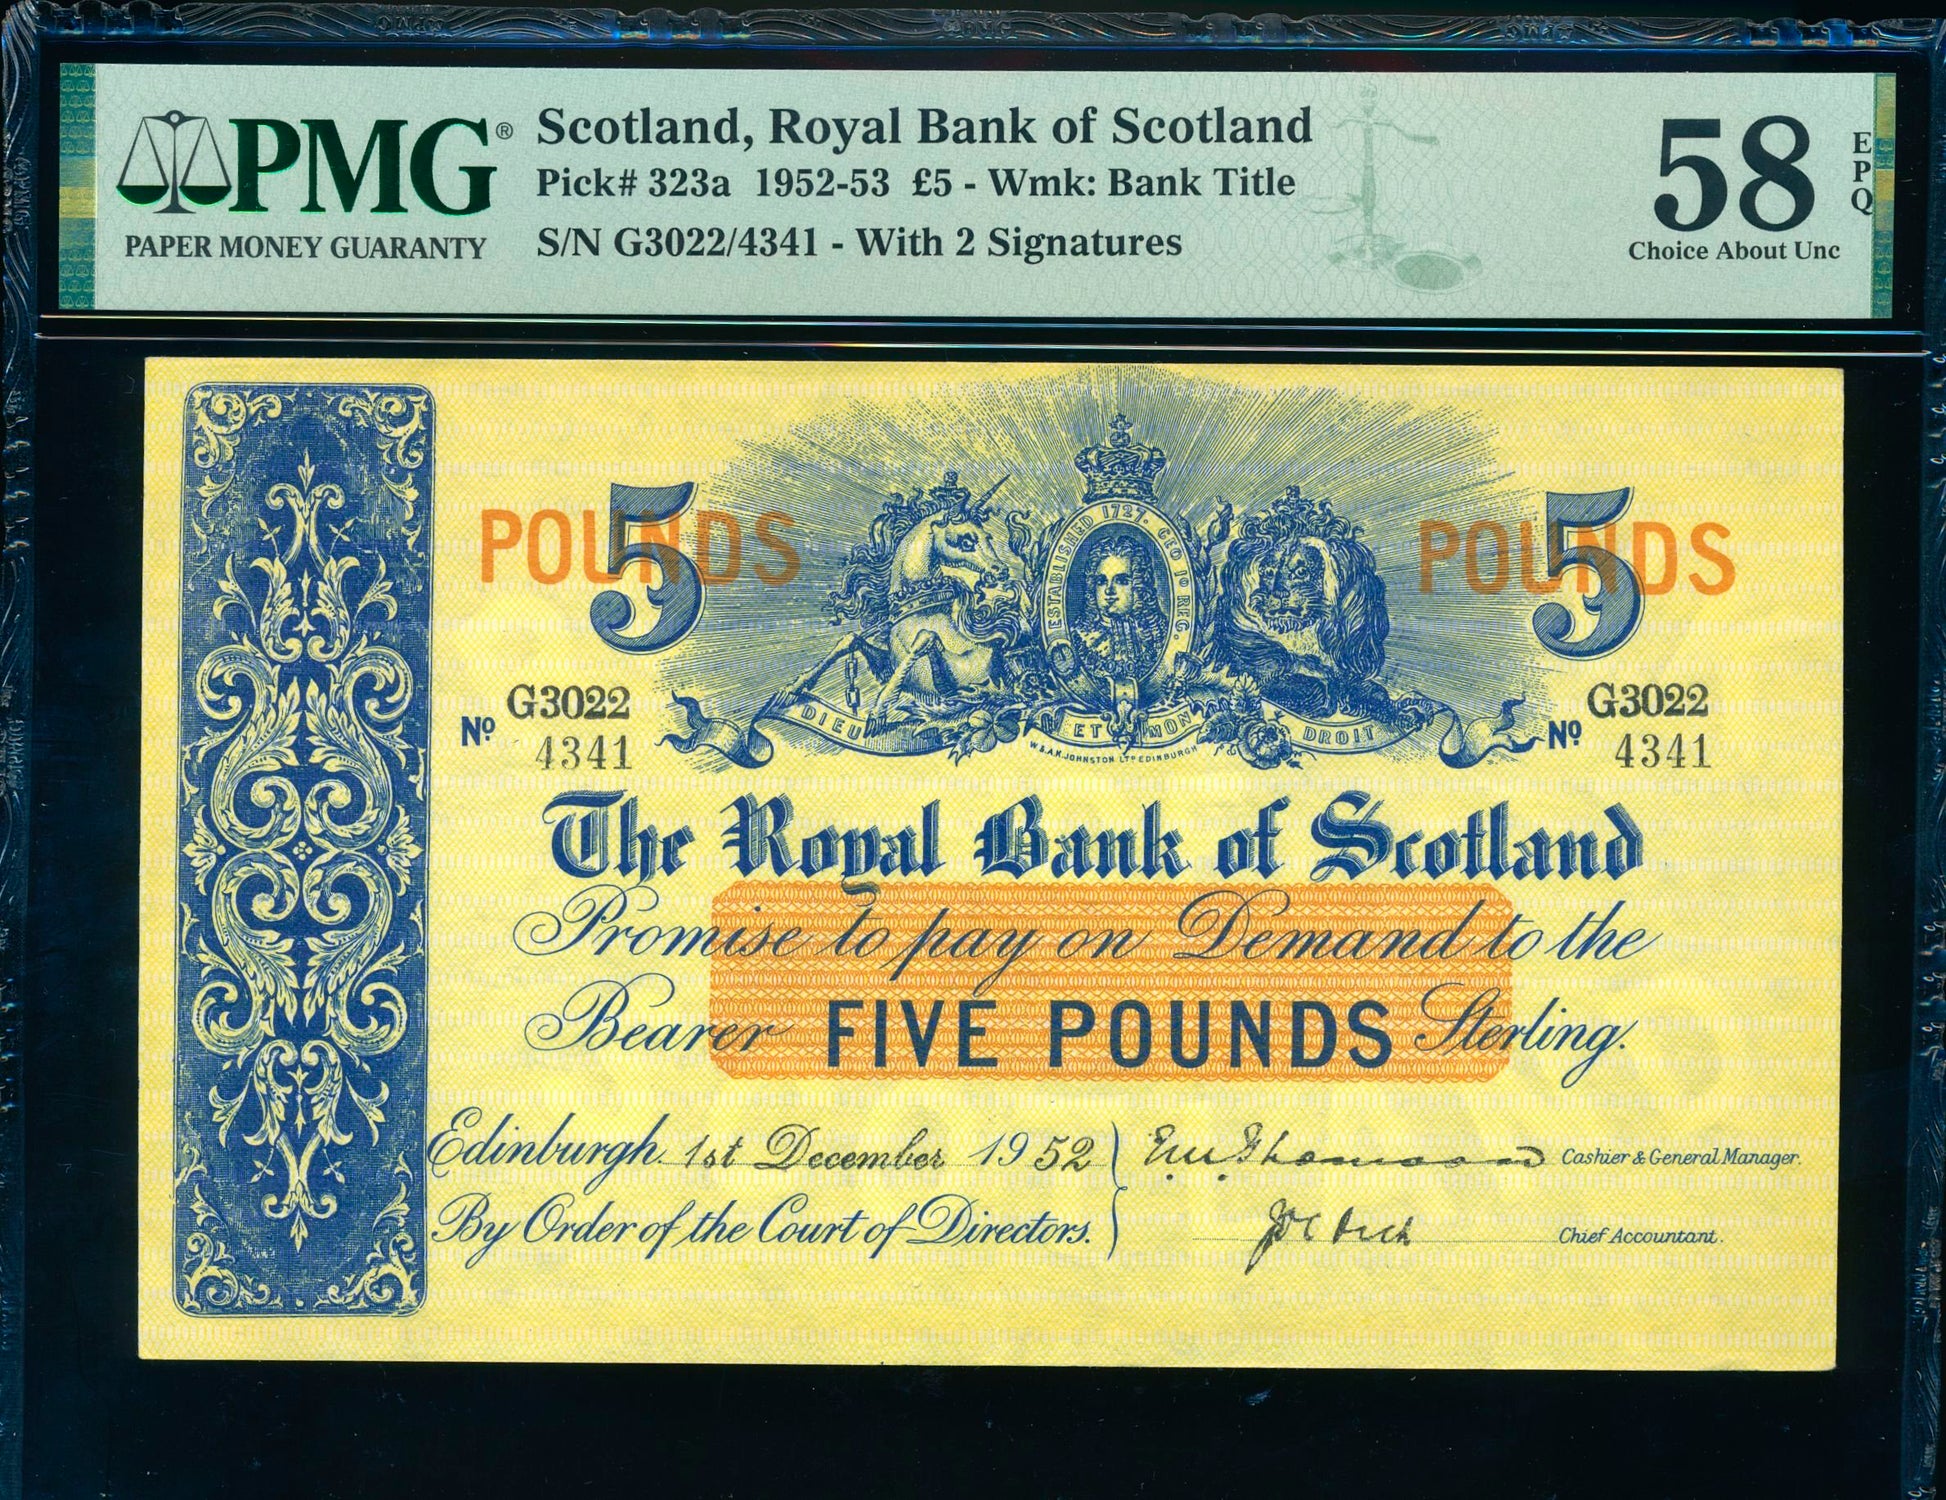 PMG®
PAPER MONEY GUARANTY
Scotland, Royal Bank of Scotland
Pick# 323a 1952-53 £5 - Wmk: Bank Title
S/N G3022/4341 - With 2 Signatures
58 EPQ
Choice About Unc
POUNDS 5
POUNDS 5
ESTABLISHED 1727. GEO 10 REG.
No G3022
4341
No G3022
4341
DIEU ET MON DROIT
W & A.K. JOHNSTON LTD EDINBURGH
The Royal Bank of Scotland
Promise to pay on Demand to the
Bearer FIVE POUNDS Sterling.
Edinburgh. 1st December 1952
Cashier & General Manager.
By Order of the Court of Directors.
Chief Accountant.